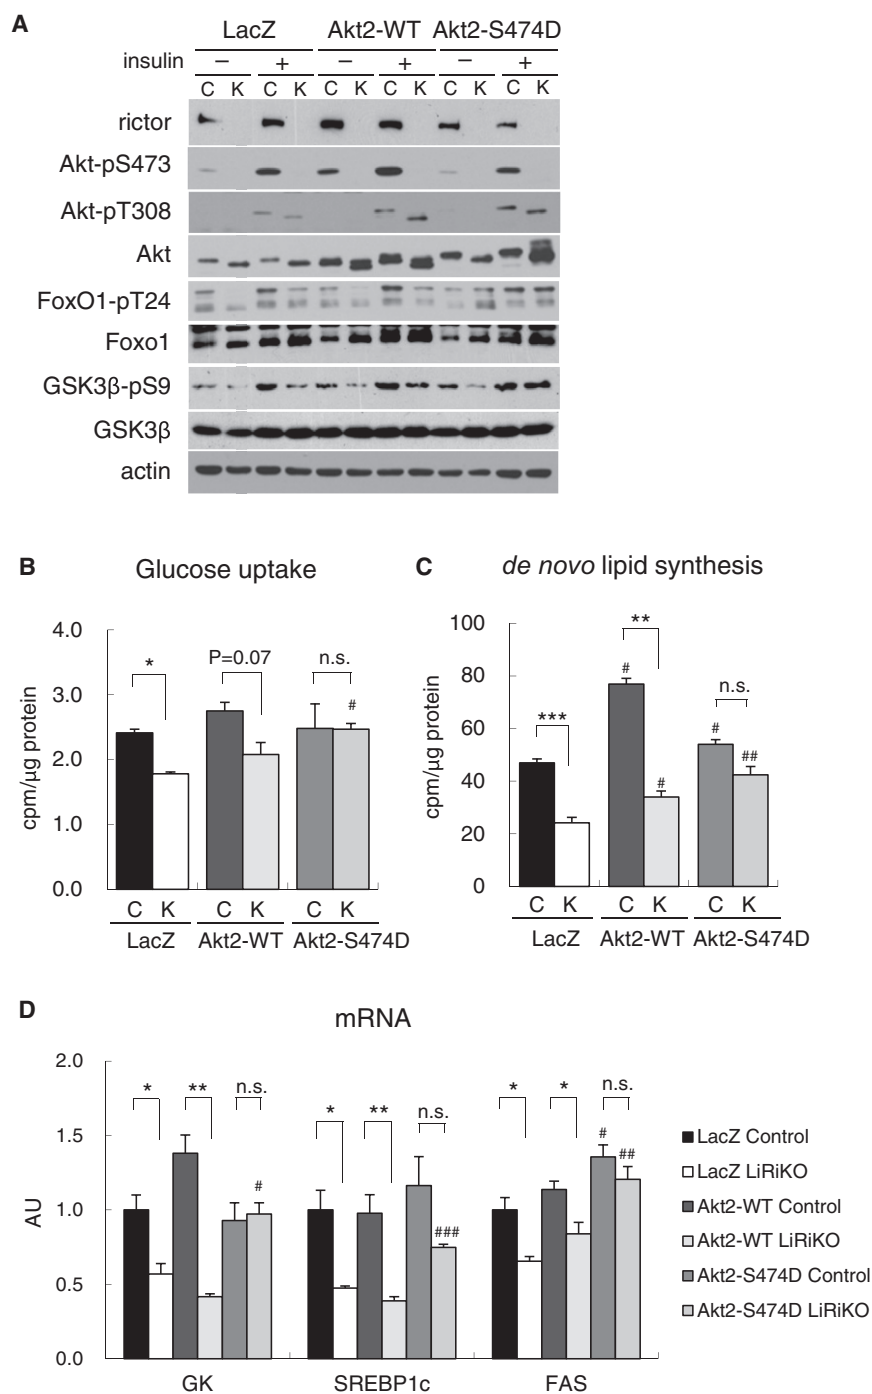 A
LacZ Akt2-WT Akt2-S474D
insulin − + − + − +
C K C K C K C K C K C K
rictor
Akt-pS473
Akt-pT308
Akt
FoxO1-pT24
Foxo1
GSK3β-pS9
GSK3β
actin
B Glucose uptake
cpm/µg protein
4.0
3.0
2.0
1.0
0.0
* P=0.07 n.s.
#
C K C K C K
LacZ Akt2-WT Akt2-S474D
C de novo lipid synthesis
cpm/µg protein
100
80
60
40
20
0
*** ** n.s.
# # # ##
C K C K C K
LacZ Akt2-WT Akt2-S474D
D mRNA
AU
2.0
1.5
1.0
0.5
0.0
* ** n.s. * ** n.s. * * n.s.
# ### # ##
GK SREBP1c FAS
LacZ Control
LacZ LiRiKO
Akt2-WT Control
Akt2-WT LiRiKO
Akt2-S474D Control
Akt2-S474D LiRiKO